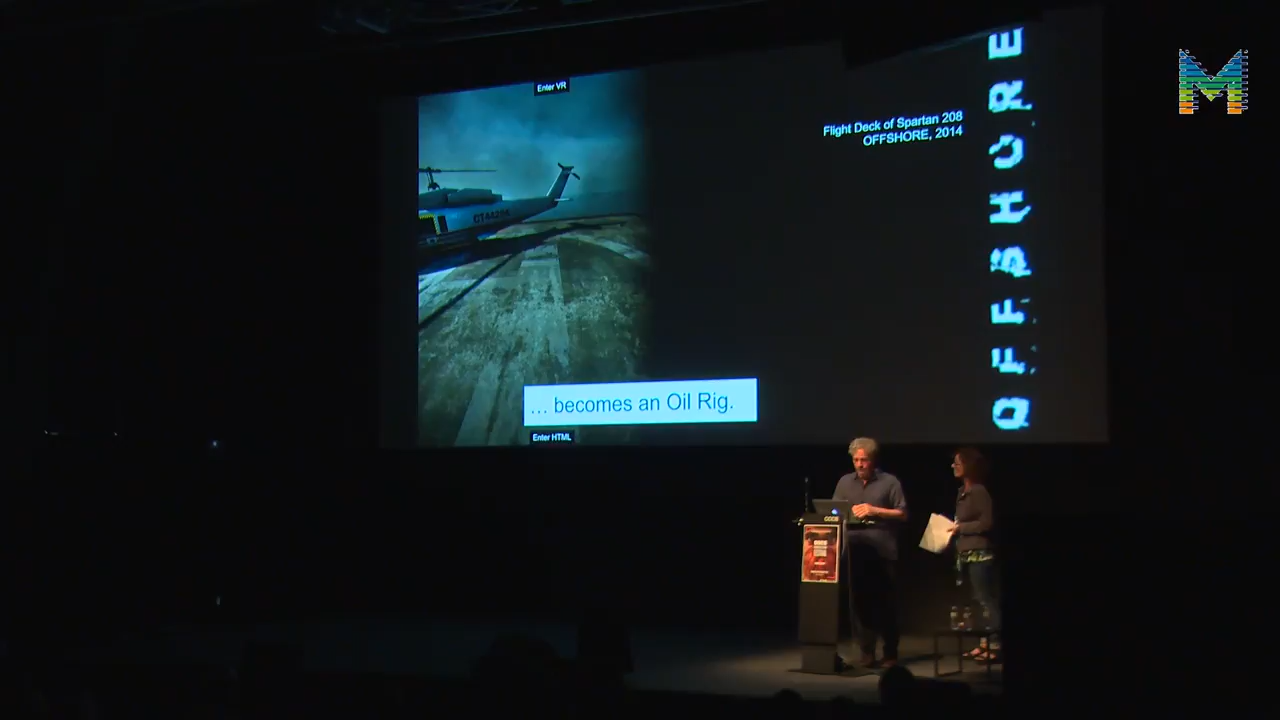 Enter VR
Flight Deck of Spartan 208
OFFSHORE, 2014
OFFSHORE
... becomes an Oil Rig.
Enter HTML
M